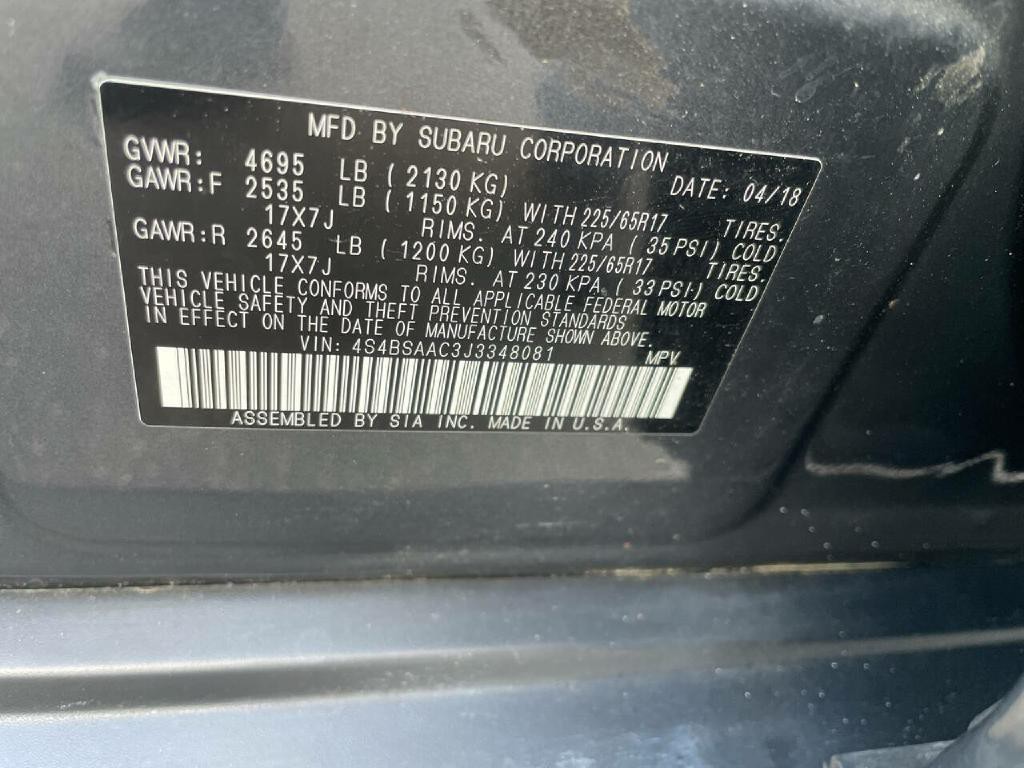 MFD BY SUBARU CORPORATION
GVWR: 4695 LB ( 2130 KG) DATE: 04/18
GAWR:F 2535 LB ( 1150 KG) WITH 225/65R17 TIRES.
17X7J RIMS. AT 240 KPA ( 35 PSI) COLD
GAWR:R 2645 LB ( 1200 KG) WITH 225/65R17 TIRES.
17X7J RIMS. AT 230 KPA ( 33 PSI) COLD
THIS VEHICLE CONFORMS TO ALL APPLICABLE FEDERAL MOTOR
VEHICLE SAFETY AND THEFT PREVENTION STANDARDS
IN EFFECT ON THE DATE OF MANUFACTURE SHOWN ABOVE.
VIN: 4S4BSAAC3J3348081 MPV
ASSEMBLED BY SIA INC. MADE IN U.S.A.